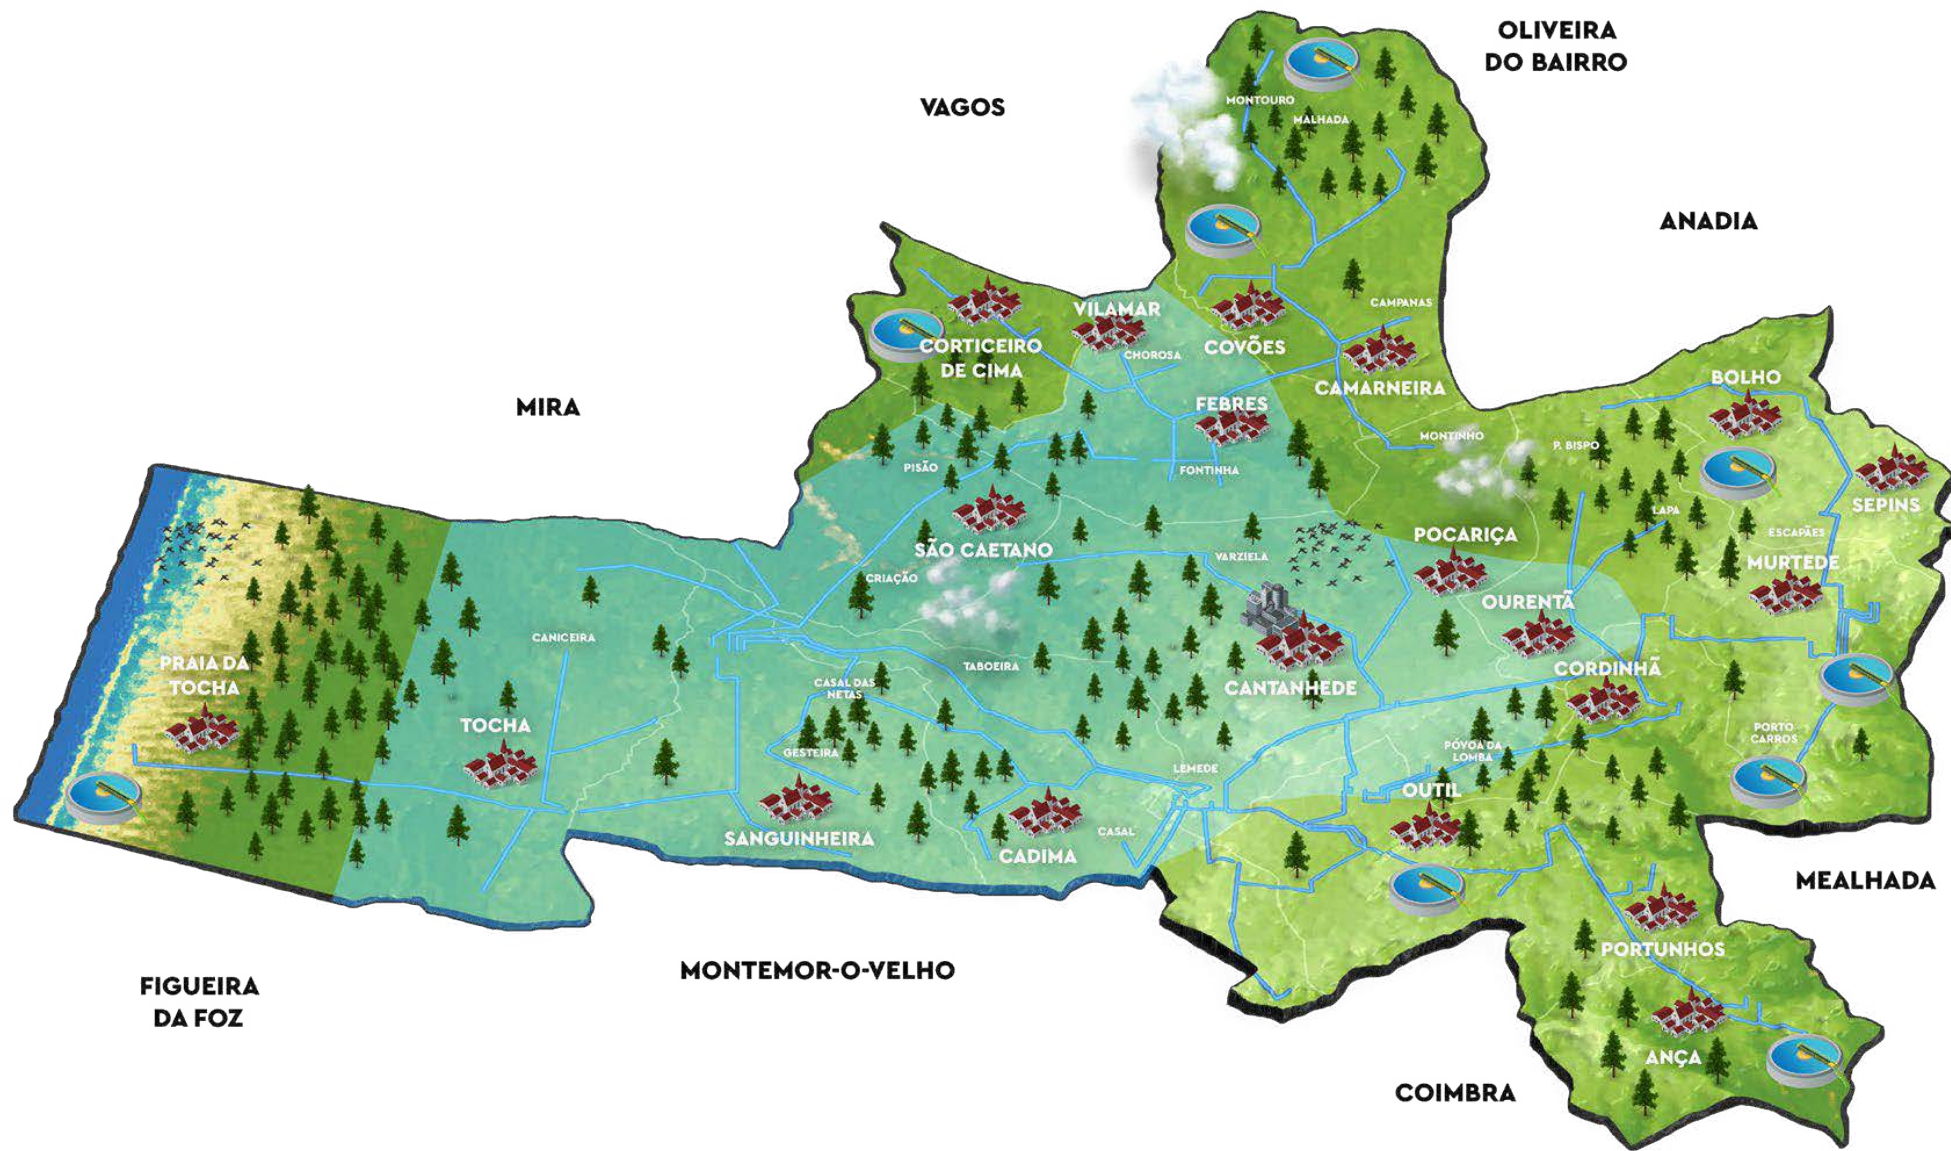 OLIVEIRA
DO BAIRRO
VAGOS
MONTOURO
MALHADA
ANADIA
CAMPANAS
VILAMAR
CORTICEIRO
DE CIMA
CHOROSA
COVÕES
CAMARNEIRA
BOLHO
MIRA
FEBRES
MONTINHO
P. BISPO
PISÃO
FONTINHA
SEPINS
LAPA
ESCAPÃES
POCARIÇA
SÃO CAETANO
VARZIELA
MURTEDE
CRIAÇÃO
OURENTÃ
CANICEIRA
PRAIA DA
TOCHA
TABOEIRA
CORDINHÃ
CASAL DAS
NETAS
CANTANHEDE
TOCHA
PORTO
CARROS
GESTEIRA
PÓVOA DA
LOMBA
LEMEDE
OUTIL
SANGUINHEIRA
CASAL
CADIMA
MEALHADA
PORTUNHOS
MONTEMOR-O-VELHO
FIGUEIRA
DA FOZ
ANÇA
COIMBRA